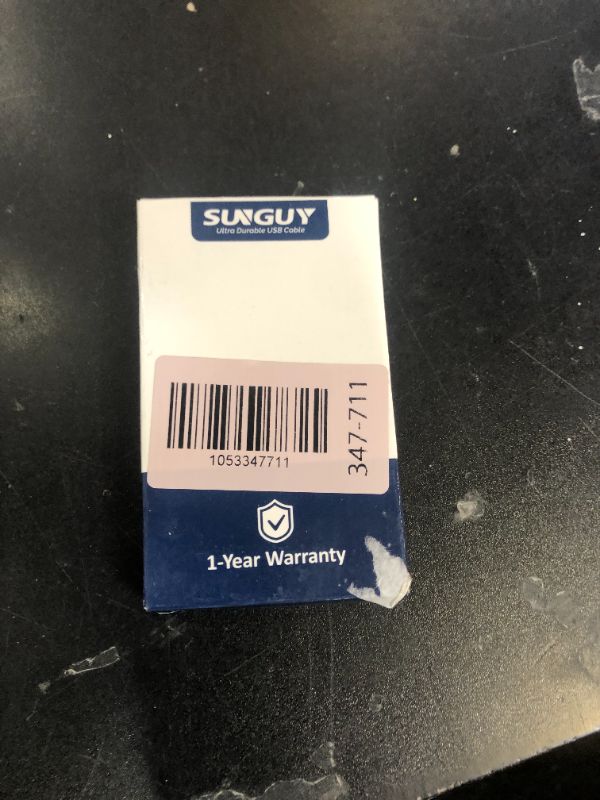 SUNGUY
Ultra Durable USB Cable
1053347711
347-711
1-Year Warranty